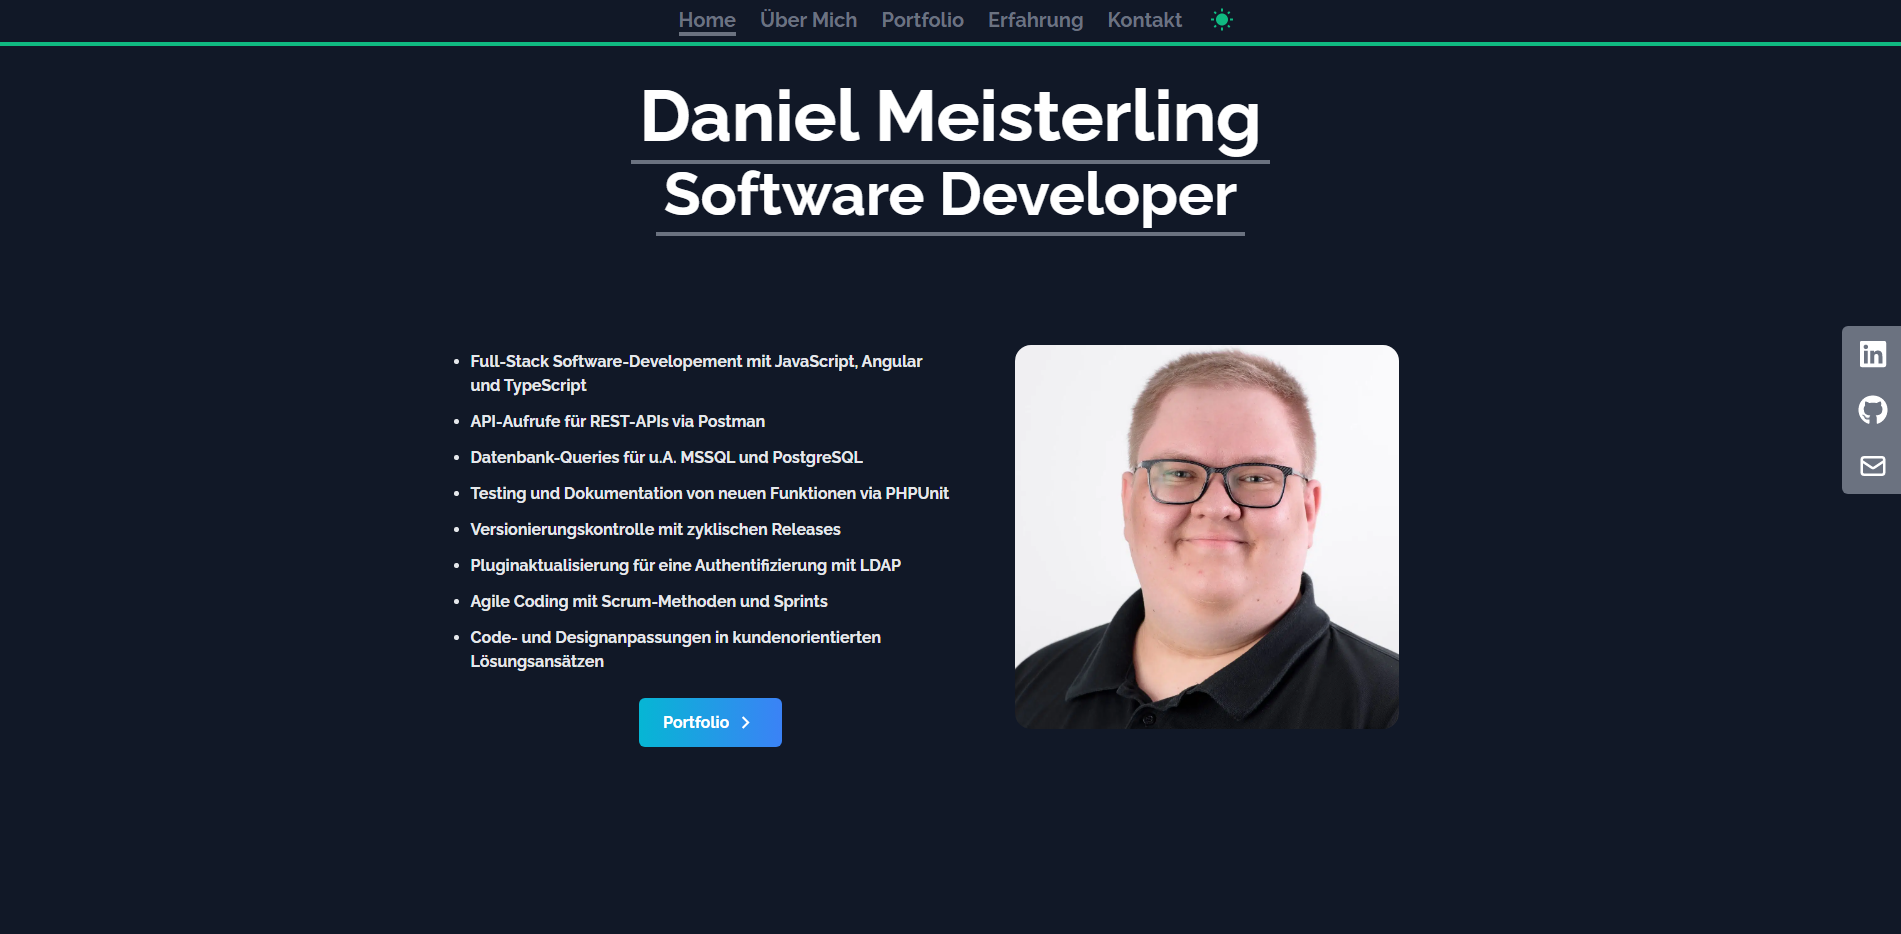 Home Über Mich Portfolio Erfahrung Kontakt
Daniel Meisterling
Software Developer
Full-Stack Software-Developement mit JavaScript, Angular
und TypeScript
API-Aufrufe für REST-APIs via Postman
Datenbank-Queries für u.A. MSSQL und PostgreSQL
Testing und Dokumentation von neuen Funktionen via PHPUnit
Versionierungskontrolle mit zyklischen Releases
Pluginaktualisierung für eine Authentifizierung mit LDAP
Agile Coding mit Scrum-Methoden und Sprints
Code- und Designanpassungen in kundenorientierten
Lösungsansätzen
Portfolio
in